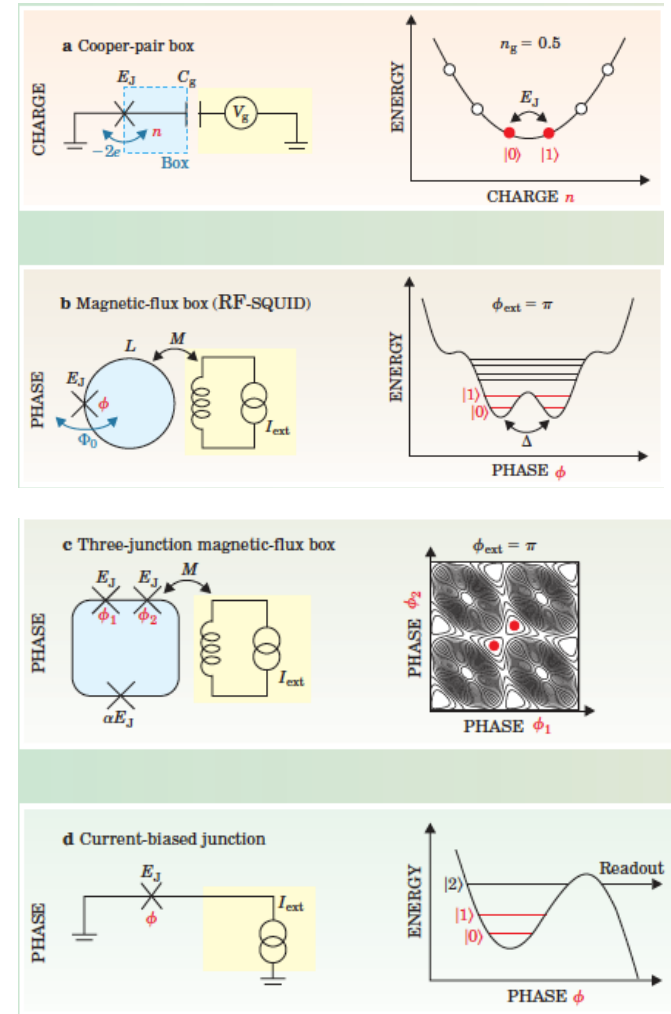 a Cooper-pair box
CHARGE
E_J
C_g
V_g
−2e
n
Box
ENERGY
n_g = 0.5
E_J
|0⟩ |1⟩
CHARGE n
b Magnetic-flux box (RF-SQUID)
PHASE
L
M
E_J
ϕ
Φ_0
I_ext
ENERGY
ϕ_ext = π
|1⟩
|0⟩
Δ
PHASE ϕ
c Three-junction magnetic-flux box
PHASE
E_J E_J M
ϕ_1 ϕ_2
I_ext
αE_J
ϕ_ext = π
PHASE ϕ_2
PHASE ϕ_1
d Current-biased junction
PHASE
E_J
ϕ
I_ext
ENERGY
Readout
|2⟩
|1⟩
|0⟩
PHASE ϕ